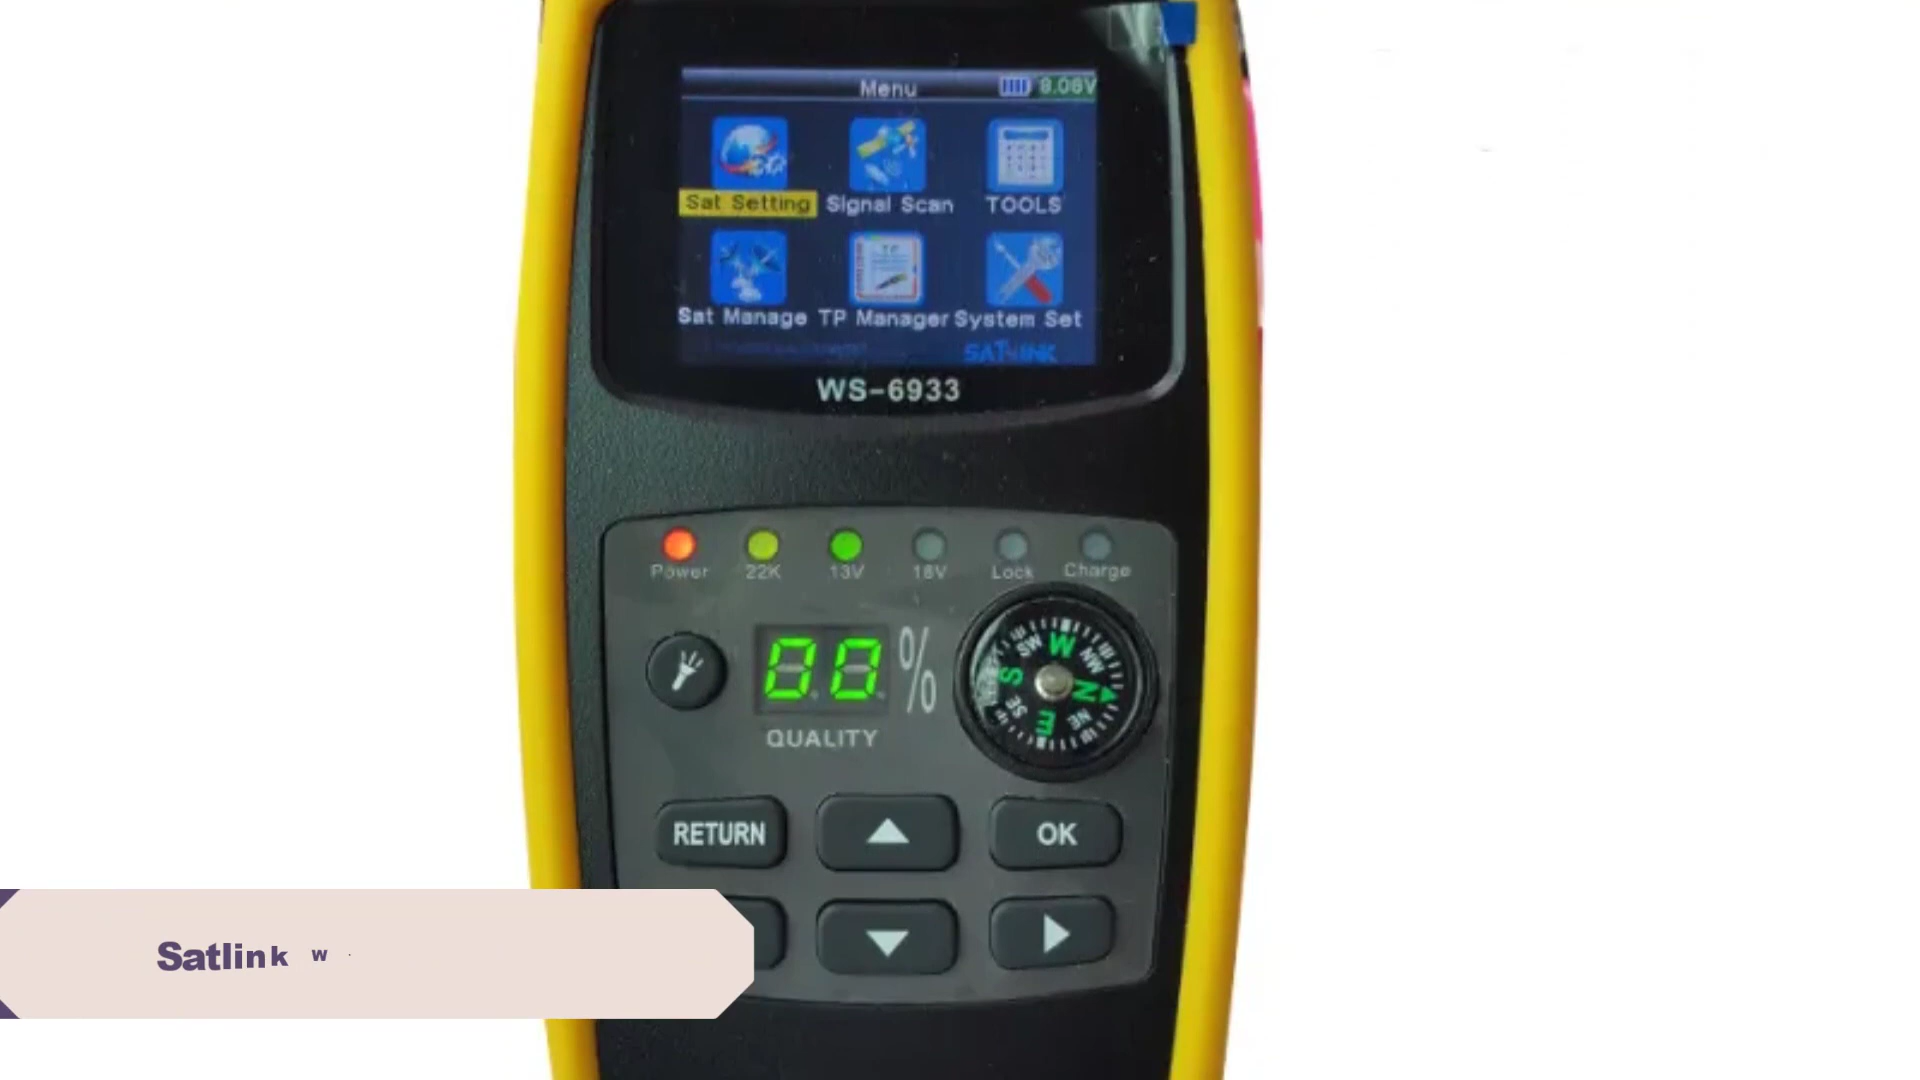 Menu 8.06V
Sat Setting Signal Scan TOOLS
Sat Manage TP Manager System Set
SATLINK
WS-6933
Power 22K 13V 18V Lock Charge
00%
SW W NW
S N
SE E NE
QUALITY
RETURN OK
Satlink w